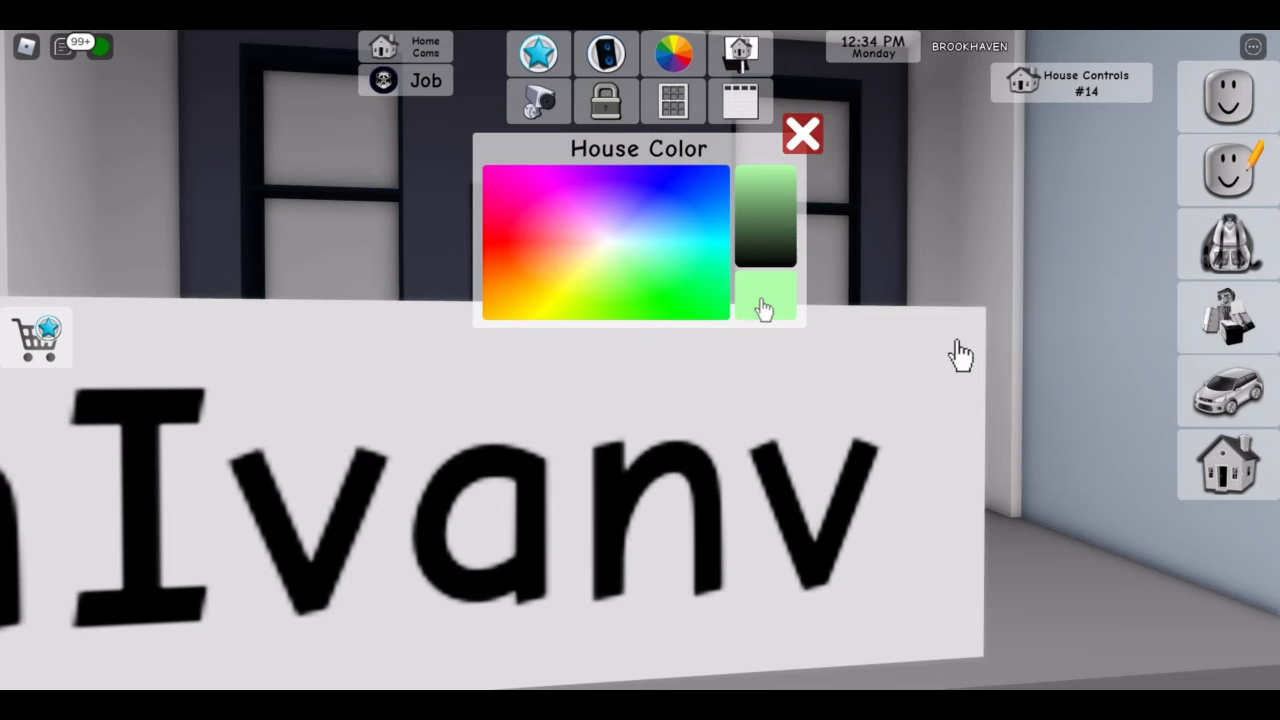 99+
Home
Cams
Job
12:34 PM
Monday
BROOKHAVEN
House Controls
#14
House Color
Ivanv